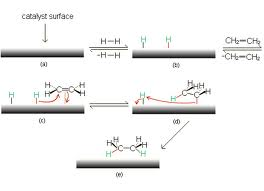 catalyst surface
H—H
-H—H
CH₂=CH₂
-CH₂=CH₂
(a)
H H
(b)
H H H H H H
C=C
(c)
H H H H H
C-C
(d)
H H H H H H
C-C
(e)